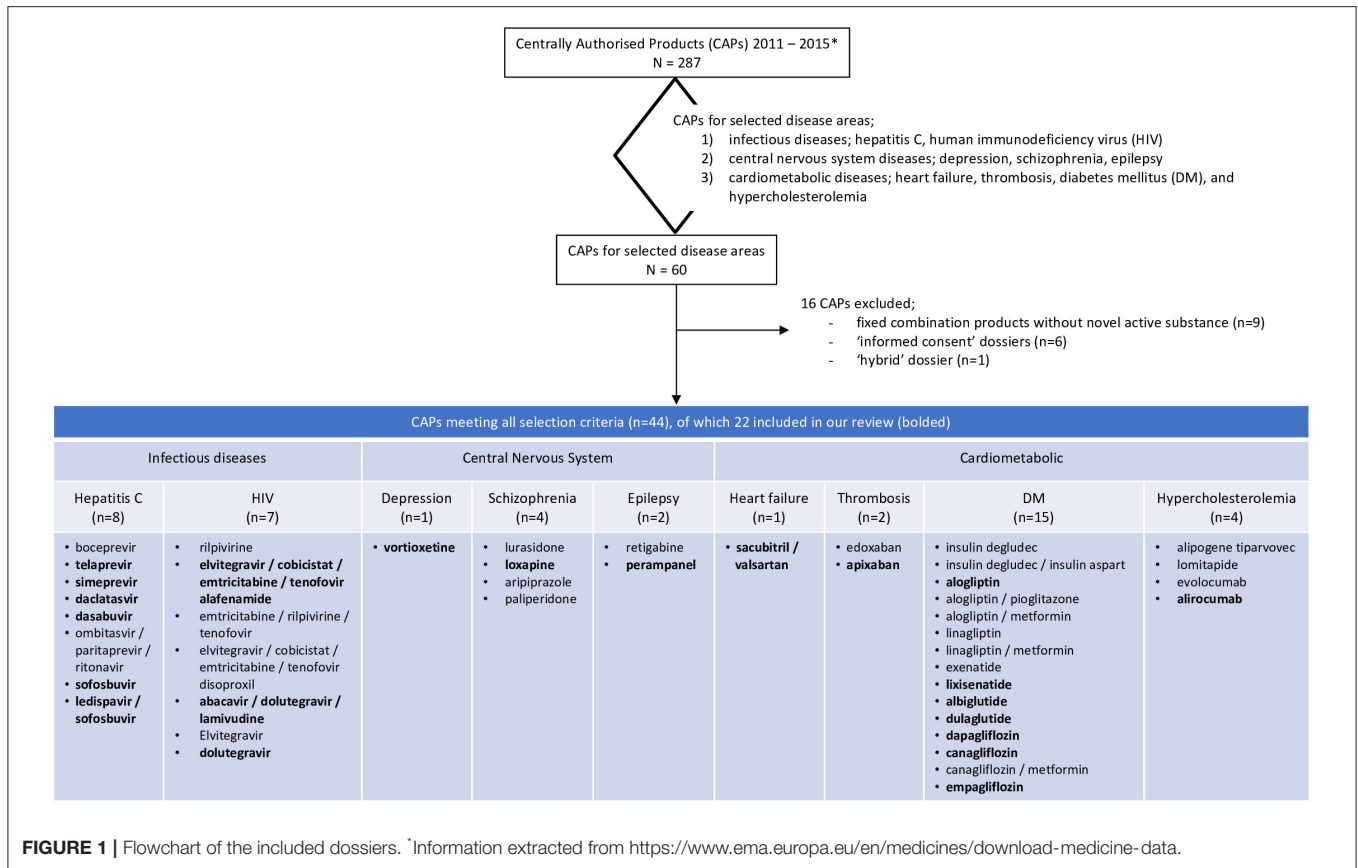 Centrally Authorised Products (CAPs) 2011 – 2015*
N = 287
CAPs for selected disease areas;
1) infectious diseases; hepatitis C, human immunodeficiency virus (HIV)
2) central nervous system diseases; depression, schizophrenia, epilepsy
3) cardiometabolic diseases; heart failure, thrombosis, diabetes mellitus (DM), and
hypercholesterolemia
CAPs for selected disease areas
N = 60
16 CAPs excluded;
- fixed combination products without novel active substance (n=9)
- ‘informed consent’ dossiers (n=6)
- ‘hybrid’ dossier (n=1)
CAPs meeting all selection criteria (n=44), of which 22 included in our review (bolded)
Infectious diseases
Central Nervous System
Cardiometabolic
Hepatitis C
(n=8)
HIV
(n=7)
Depression
(n=1)
Schizophrenia
(n=4)
Epilepsy
(n=2)
Heart failure
(n=1)
Thrombosis
(n=2)
DM
(n=15)
Hypercholesterolemia
(n=4)
• boceprevir
• telaprevir
• simeprevir
• daclatasvir
• dasabuvir
• ombitasvir /
paritaprevir /
ritonavir
• sofosbuvir
• ledispavir /
sofosbuvir
• rilpivirine
• elvitegravir / cobicistat /
emtricitabine / tenofovir
alafenamide
• emtricitabine / rilpivirine /
tenofovir
• elvitegravir / cobicistat /
emtricitabine / tenofovir
disoproxil
• abacavir / dolutegravir /
lamivudine
• Elvitegravir
• dolutegravir
• vortioxetine
• lurasidone
• loxapine
• aripiprazole
• paliperidone
• retigabine
• perampanel
• sacubitril /
valsartan
• edoxaban
• apixaban
• insulin degludec
• insulin degludec / insulin aspart
• alogliptin
• alogliptin / pioglitazone
• alogliptin / metformin
• linagliptin
• linagliptin / metformin
• exenatide
• lixisenatide
• albiglutide
• dulaglutide
• dapagliflozin
• canagliflozin
• canagliflozin / metformin
• empagliflozin
• alipogene tiparvovec
• lomitapide
• evolocumab
• alirocumab
FIGURE 1 | Flowchart of the included dossiers. *Information extracted from https://www.ema.europa.eu/en/medicines/download-medicine-data.